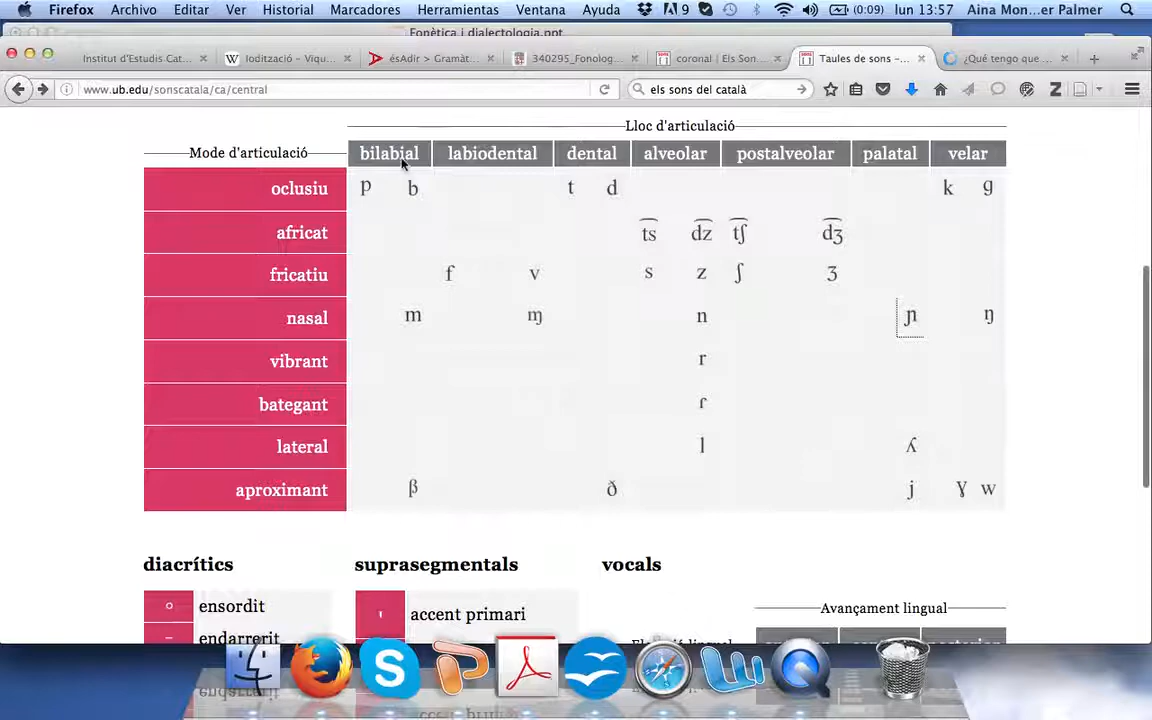 Firefox Archivo Editar Ver Historial Marcadores Herramientas Ventana Ayuda 9 (0:09) lun 13:57 Aina Mon...er Palmer
Fonètica i dialectologia.ppt
Institut d'Estudis Cat... Iodització – Viqu... ésAdir > Gramàt... 340295_Fonolog... coronal | Els Son... Taules de sons –... ¿Qué tengo que ...
www.ub.edu/sonscatala/ca/central els sons del català
Lloc d'articulació
Mode d'articulació bilabial labiodental dental alveolar postalveolar palatal velar
oclusiu p b t d k g
africat t͡s d͡z t͡ʃ d͡ʒ
fricatiu f v s z ʃ ʒ
nasal m ɱ n ɲ ŋ
vibrant r
bategant ɾ
lateral l ʎ
aproximant β ð j ɣ w
diacrítics suprasegmentals vocals
ensordit ˈ accent primari
Avançament lingual
endarrerit